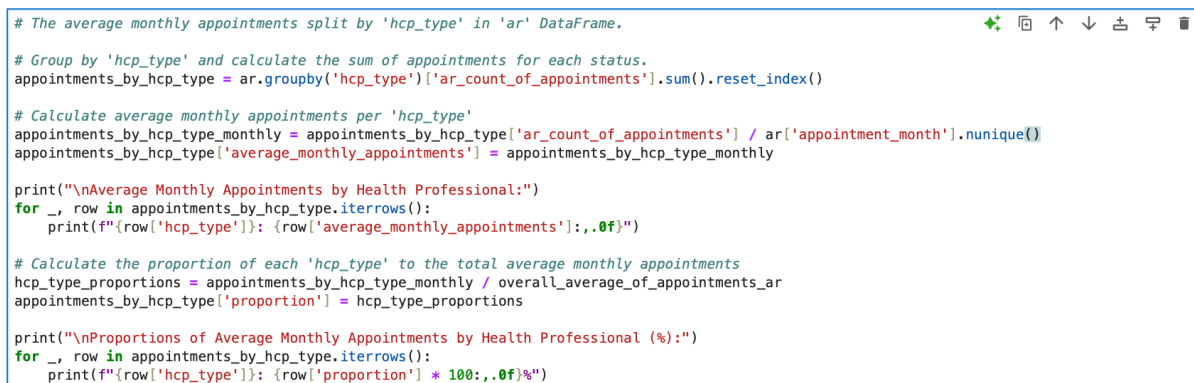 # The average monthly appointments split by 'hcp_type' in 'ar' DataFrame.

# Group by 'hcp_type' and calculate the sum of appointments for each status.
appointments_by_hcp_type = ar.groupby('hcp_type')['ar_count_of_appointments'].sum().reset_index()

# Calculate average monthly appointments per 'hcp_type'
appointments_by_hcp_type_monthly = appointments_by_hcp_type['ar_count_of_appointments'] / ar['appointment_month'].nunique()
appointments_by_hcp_type['average_monthly_appointments'] = appointments_by_hcp_type_monthly

print("\nAverage Monthly Appointments by Health Professional:")
for _, row in appointments_by_hcp_type.iterrows():
    print(f"{row['hcp_type']}: {row['average_monthly_appointments']:,.0f}")

# Calculate the proportion of each 'hcp_type' to the total average monthly appointments
hcp_type_proportions = appointments_by_hcp_type_monthly / overall_average_of_appointments_ar
appointments_by_hcp_type['proportion'] = hcp_type_proportions

print("\nProportions of Average Monthly Appointments by Health Professional (%):")
for _, row in appointments_by_hcp_type.iterrows():
    print(f"{row['hcp_type']}: {row['proportion'] * 100:,.0f}%")